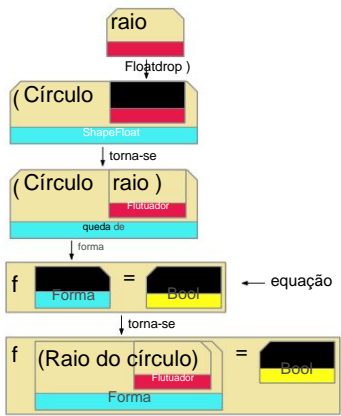 raio
Floatdrop )
( Círculo
ShapeFloat
torna-se
( Círculo raio )
Flutuador
queda de
forma
f = 
Forma Bool
equação
torna-se
f (Raio do círculo) =
Bool
Flutuador
Forma